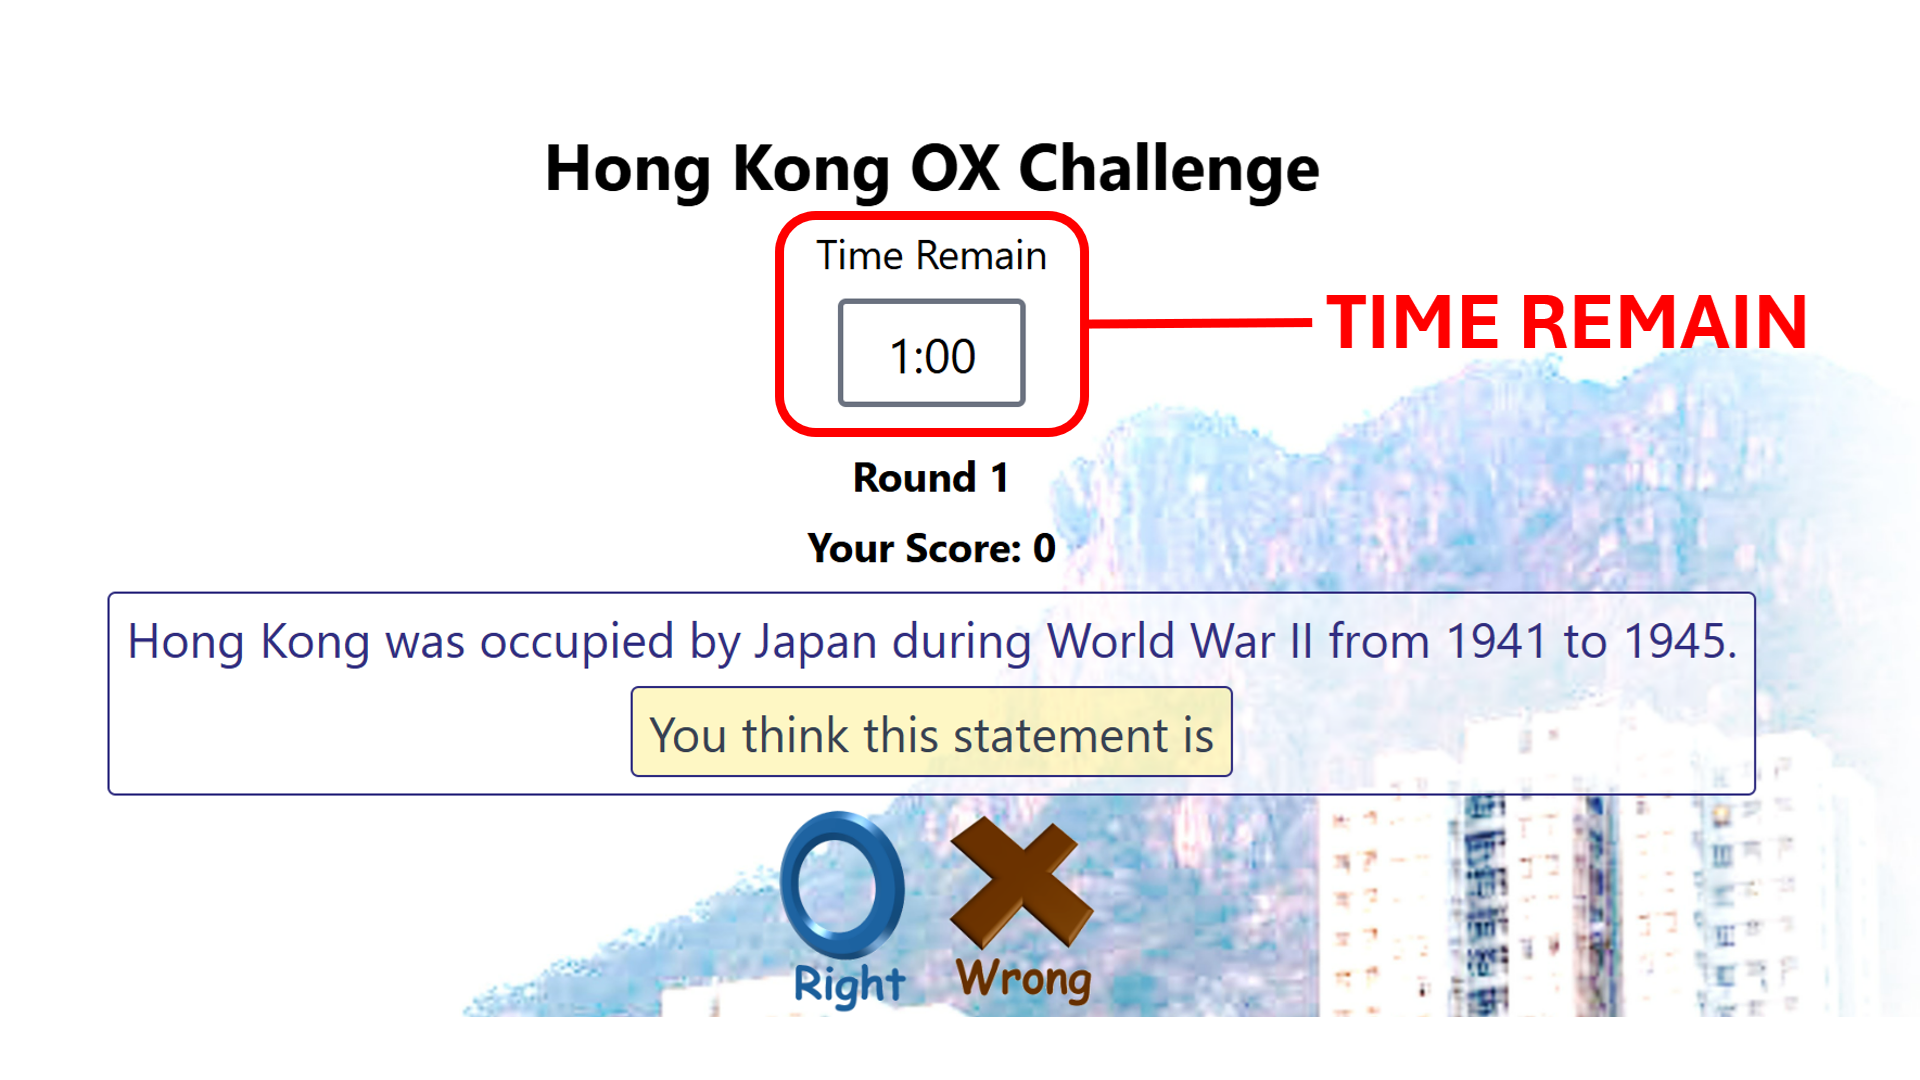 Hong Kong OX Challenge
Time Remain
1:00
TIME REMAIN
Round 1
Your Score: 0
Hong Kong was occupied by Japan during World War II from 1941 to 1945.
You think this statement is
Right
Wrong